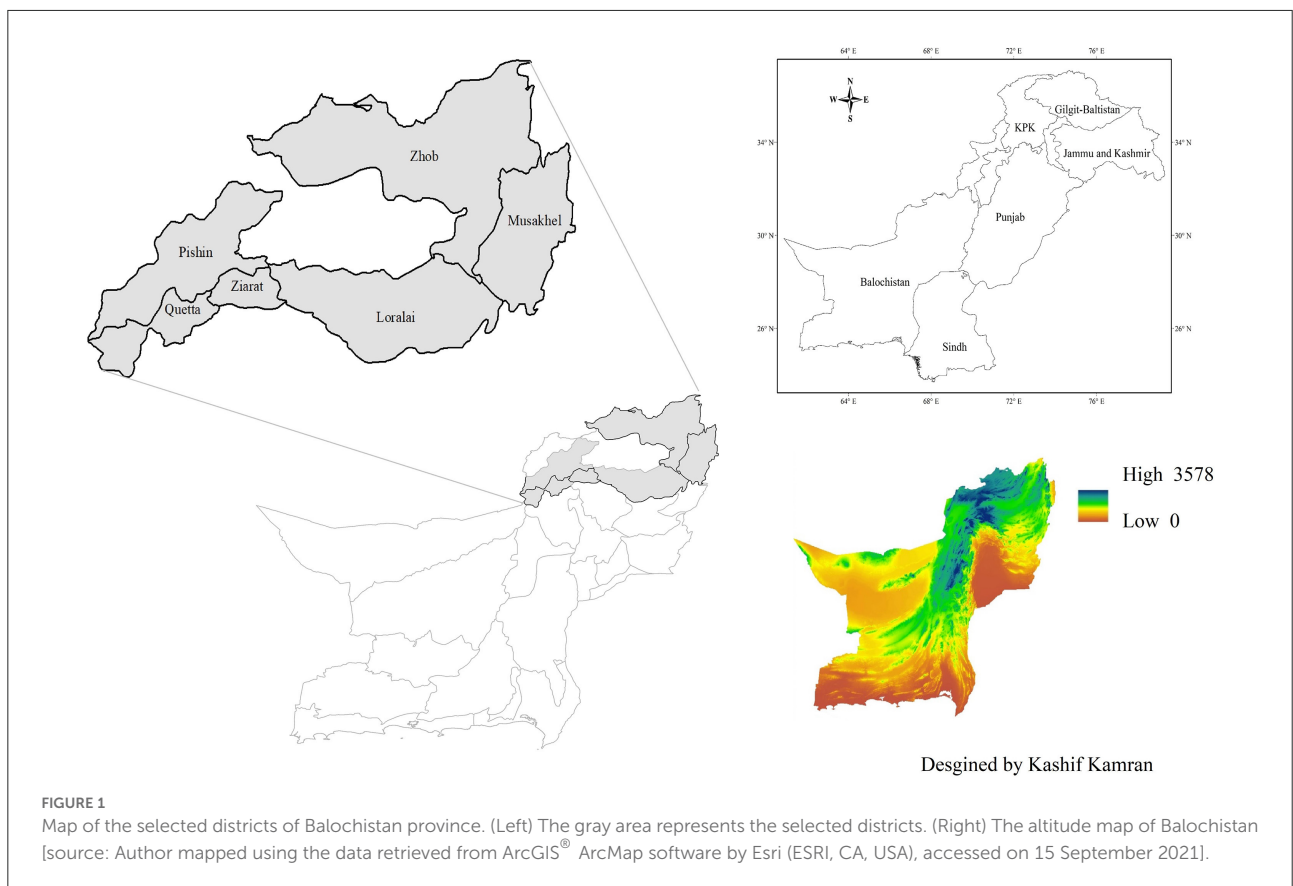 Zhob
Musakhel
Pishin
Ziarat
Quetta
Loralai
64° E
68° E
72° E
76° E
N
W
E
S
Gilgit-Baltistan
KPK
34° N
34° N
Jammu and Kashmir
Punjab
30° N
30° N
Balochistan
26° N
26° N
Sindh
64° E
68° E
72° E
76° E
High 3578
Low 0
Desgined by Kashif Kamran
FIGURE 1
Map of the selected districts of Balochistan province. (Left) The gray area represents the selected districts. (Right) The altitude map of Balochistan
[source: Author mapped using the data retrieved from ArcGIS® ArcMap software by Esri (ESRI, CA, USA), accessed on 15 September 2021].